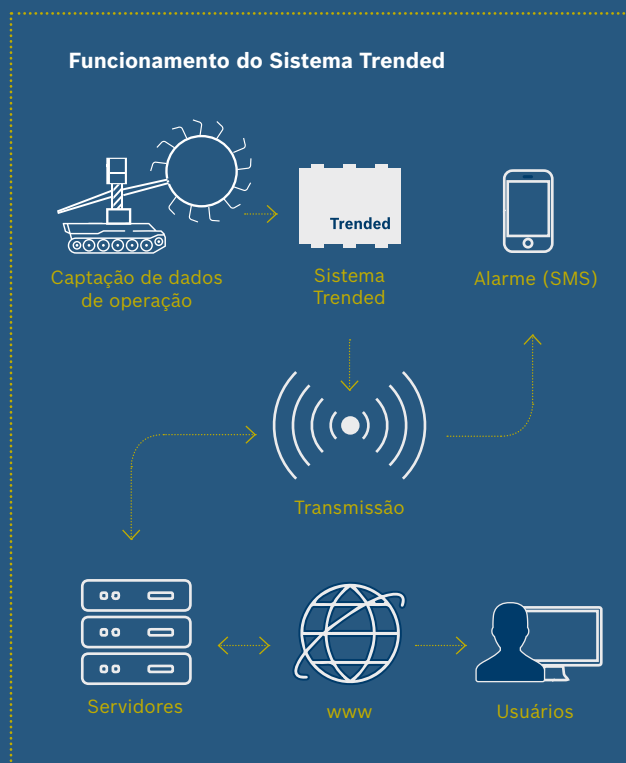 Funcionamento do Sistema Trended
Trended
Captação de dados
de operação
Sistema
Trended
Alarme (SMS)
Transmissão
Servidores
www
Usuários